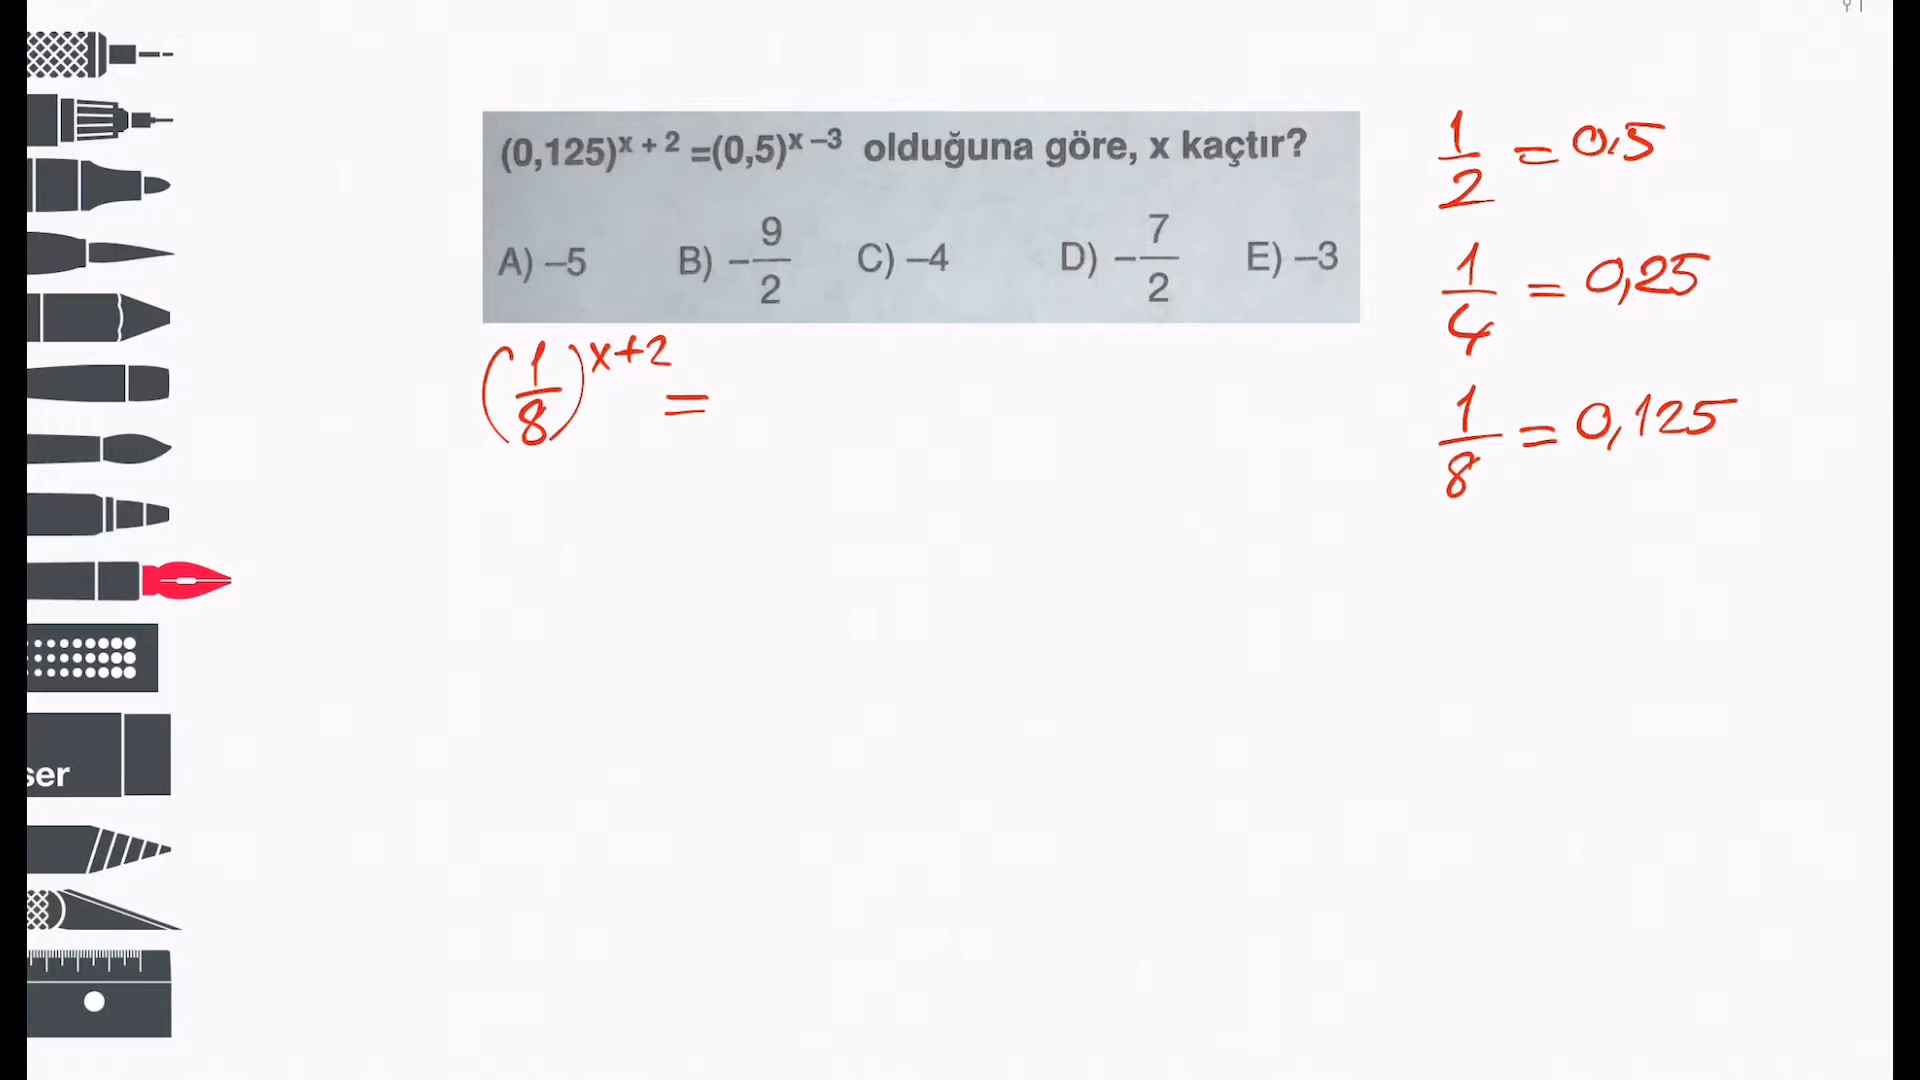 (0,125)^x + 2 =(0,5)^x –3 olduğuna göre, x kaçtır?
A) –5 B) –9/2 C) –4 D) –7/2 E) –3
(1/8)^x+2 =
1/2 = 0.5
1/4 = 0,25
1/8 = 0,125
ser